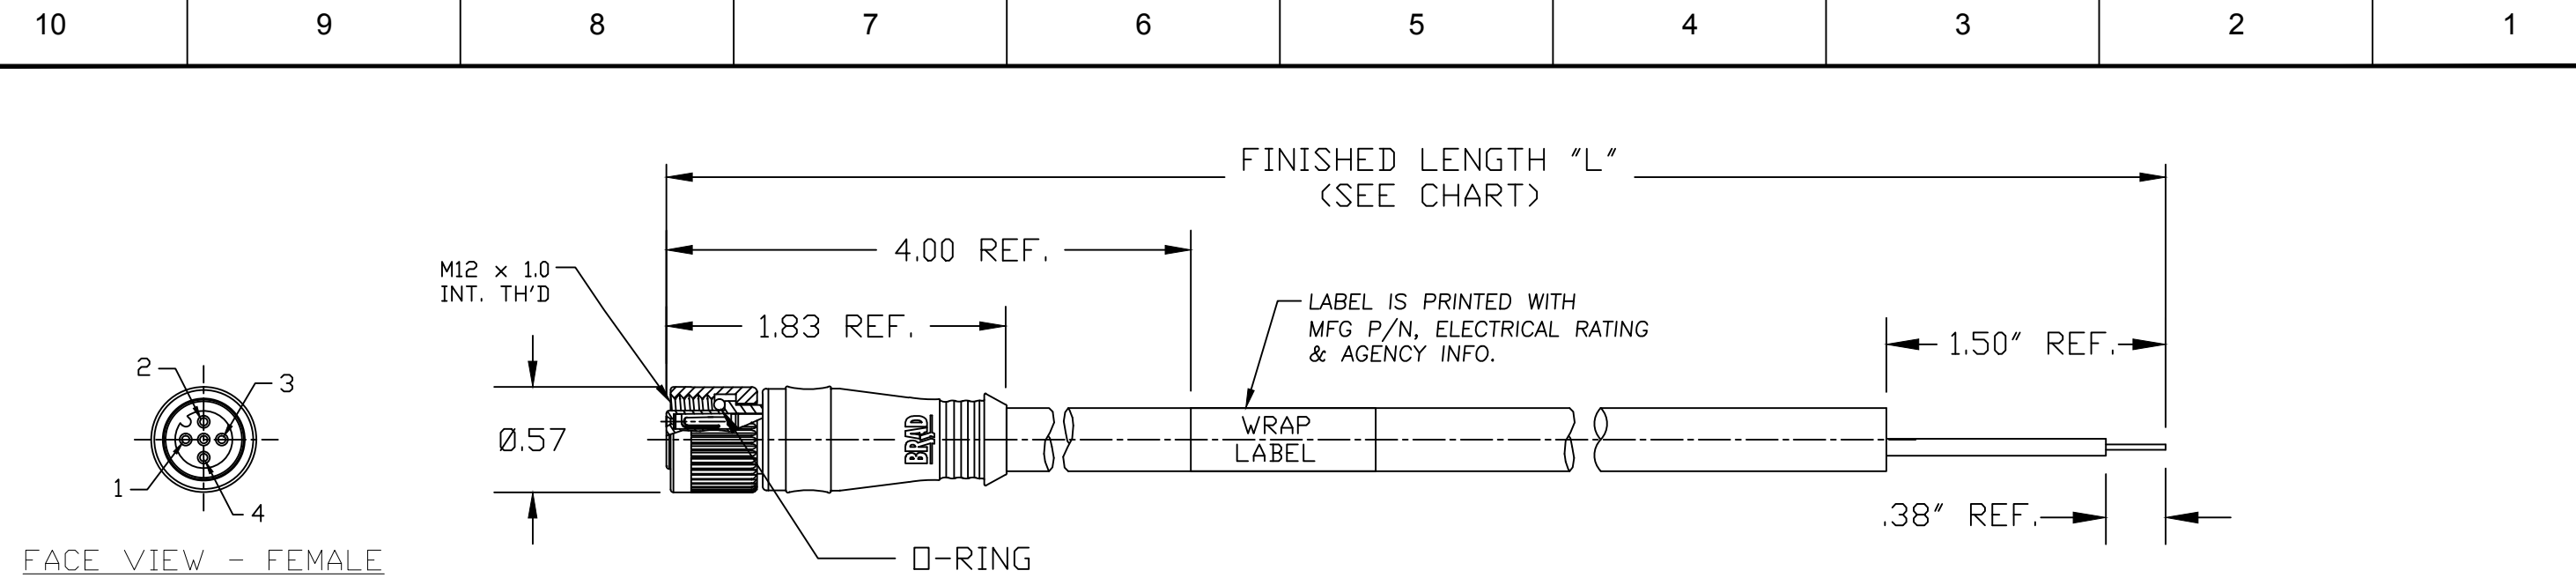 10 9 8 7 6 5 4 3 2 1
FINISHED LENGTH "L"
(SEE CHART)
4.00 REF.
M12 x 1.0
INT. TH'D
LABEL IS PRINTED WITH
MFG P/N, ELECTRICAL RATING
& AGENCY INFO.
1.83 REF.
1.50" REF.
2
3
Ø.57
BRAD
WRAP
LABEL
1
4
.38" REF.
O-RING
FACE VIEW - FEMALE